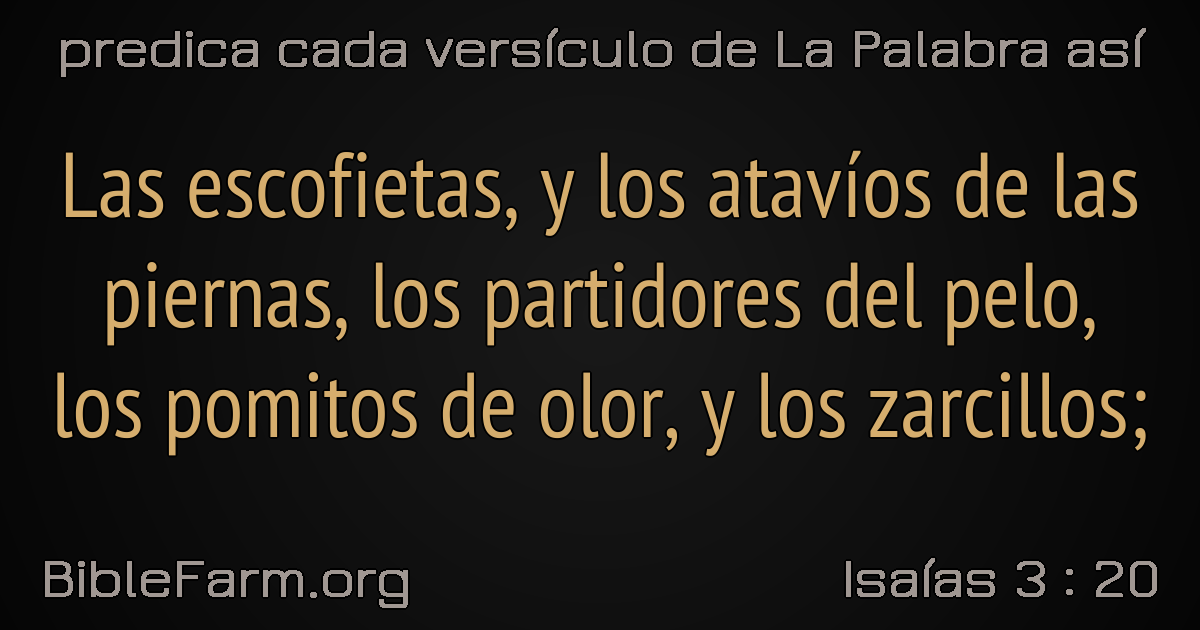 predica cada versículo de La Palabra así
Las escofietas, y los atavíos de las
piernas, los partidores del pelo,
los pomitos de olor, y los zarcillos;
BibleFarm.org
Isaías 3 : 20